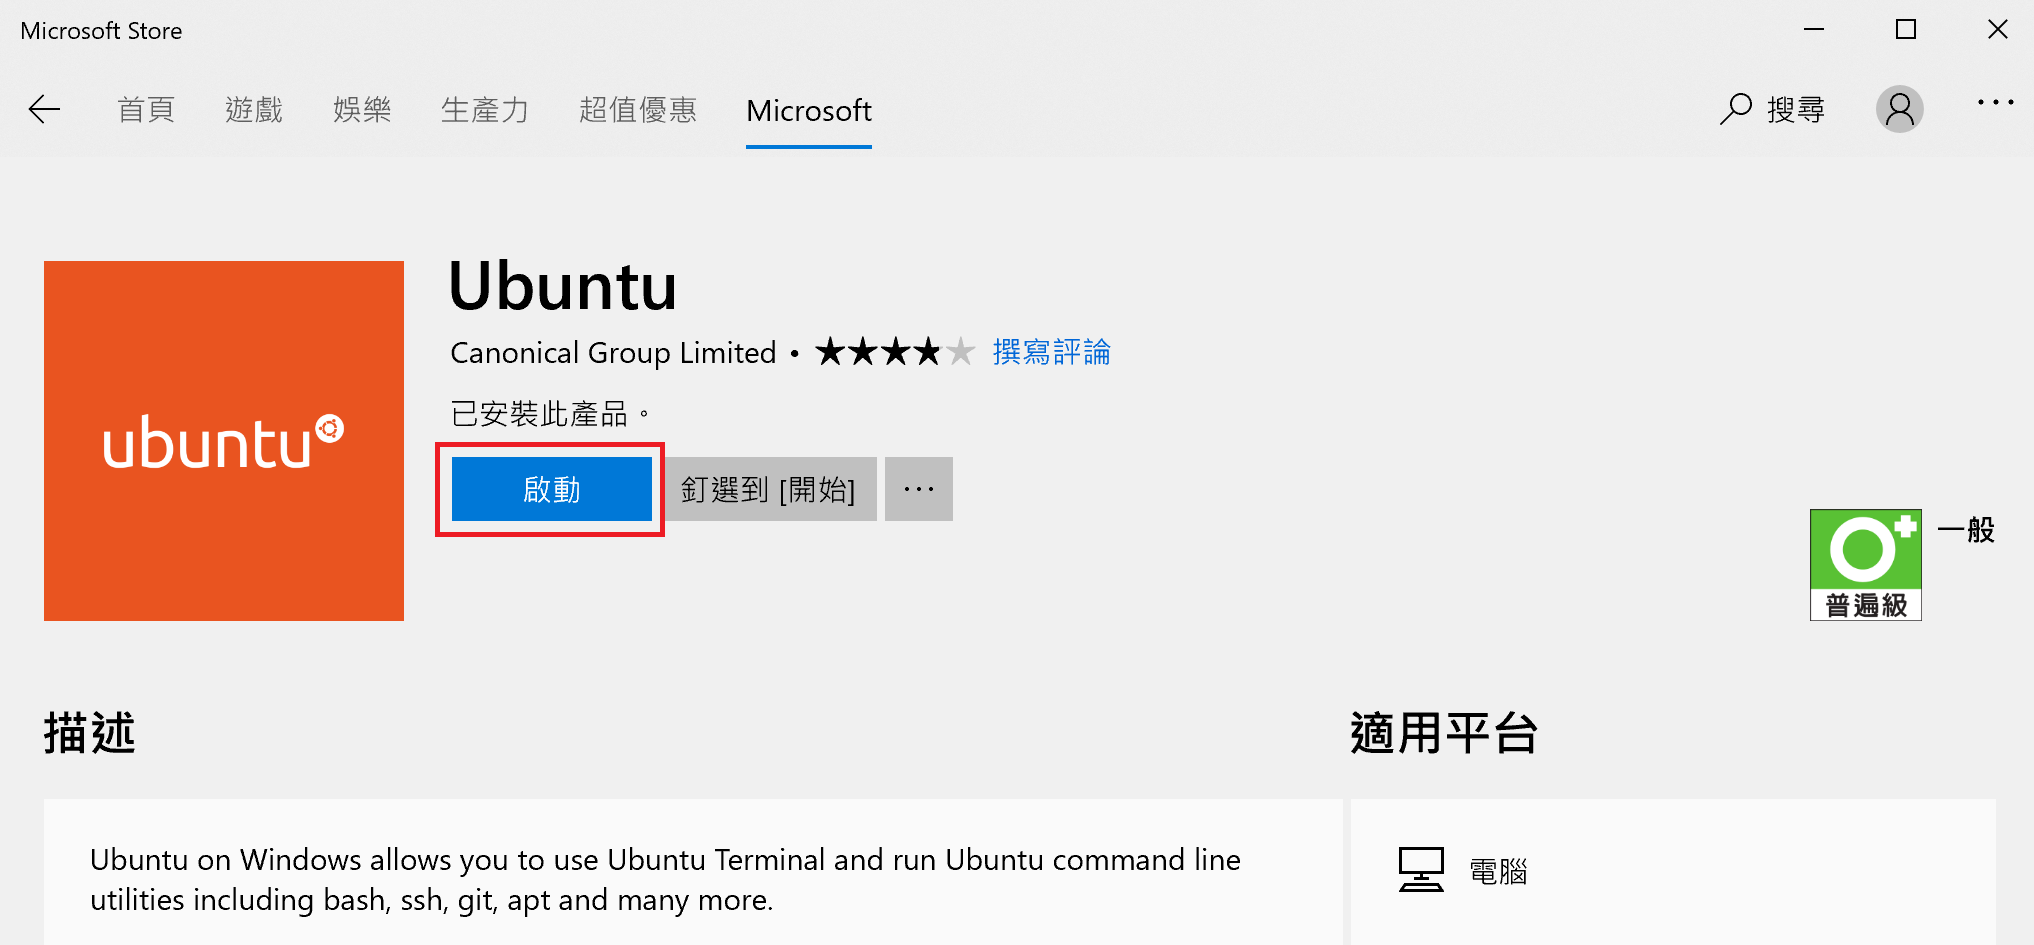 Microsoft Store
首頁 遊戲 娛樂 生產力 超值優惠 Microsoft 搜尋
ubuntu
Ubuntu
Canonical Group Limited • 撰寫評論
已安裝此產品。
啟動 釘選到 [開始] ···
一般
普遍級
描述
適用平台
Ubuntu on Windows allows you to use Ubuntu Terminal and run Ubuntu command line
utilities including bash, ssh, git, apt and many more.
電腦